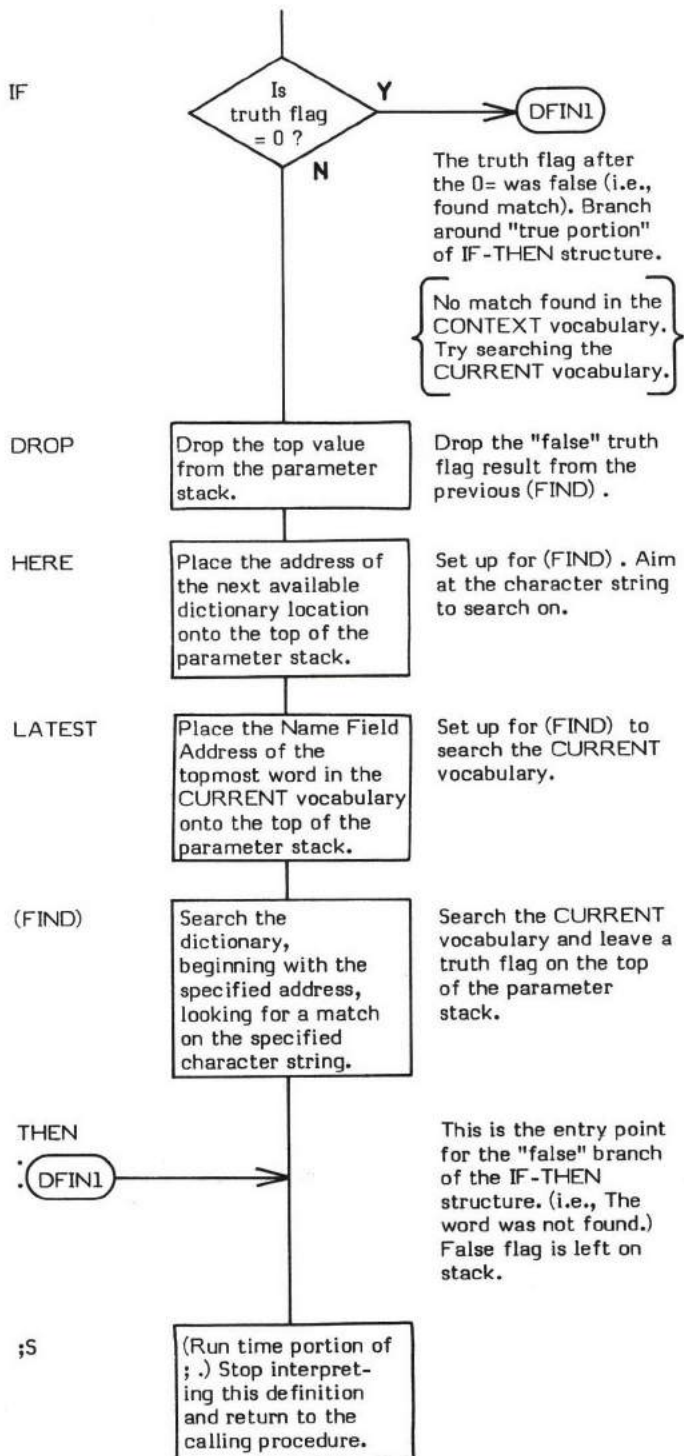 IF
Is
truth flag
= 0 ?
Y
N
DFIN1
The truth flag after
the 0= was false (i.e.,
found match). Branch
around "true portion"
of IF-THEN structure.
No match found in the
CONTEXT vocabulary.
Try searching the
CURRENT vocabulary.
DROP
Drop the top value
from the parameter
stack.
Drop the "false" truth
flag result from the
previous (FIND) .
HERE
Place the address of
the next available
dictionary location
onto the top of the
parameter stack.
Set up for (FIND) . Aim
at the character string
to search on.
LATEST
Place the Name Field
Address of the
topmost word in the
CURRENT vocabulary
onto the top of the
parameter stack.
Set up for (FIND) to
search the CURRENT
vocabulary.
(FIND)
Search the
dictionary,
beginning with the
specified address,
looking for a match
on the specified
character string.
Search the CURRENT
vocabulary and leave a
truth flag on the top
of the parameter
stack.
THEN
: DFIN1
This is the entry point
for the "false" branch
of the IF-THEN
structure. (i.e., The
word was not found.)
False flag is left on
stack.
;S
(Run time portion of
; .) Stop interpret-
ing this definition
and return to the
calling procedure.